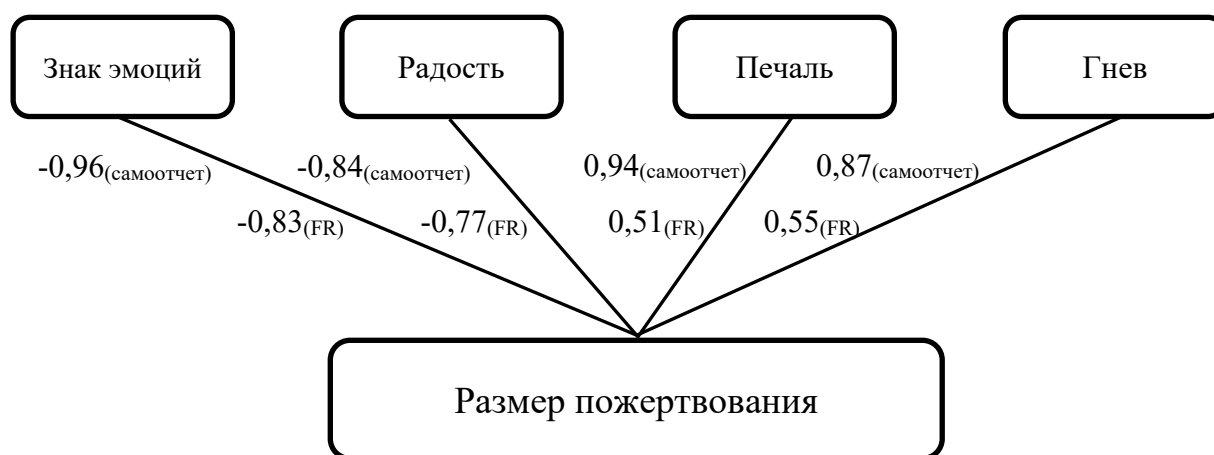 Знак эмоций
Радость
Печаль
Гнев
-0,96(самоотчет)
-0,84(самоотчет)
0,94(самоотчет)
0,87(самоотчет)
-0,83(FR)
-0,77(FR)
0,51(FR)
0,55(FR)
Размер пожертвования